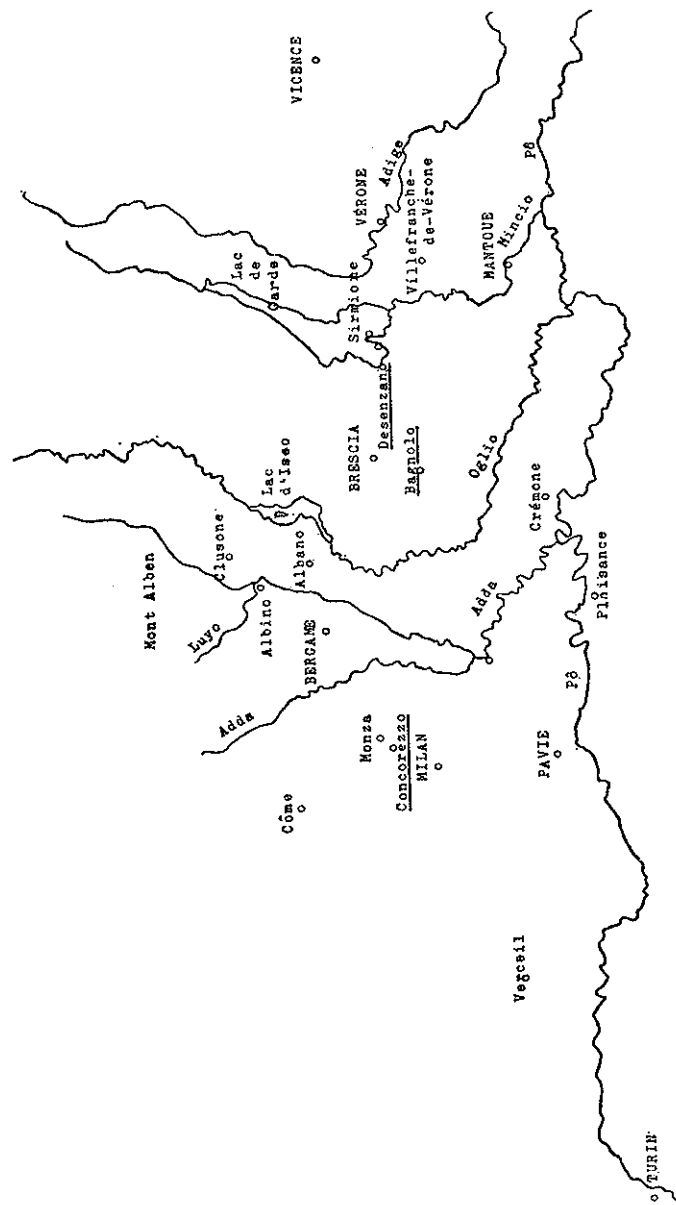 VICENCE
Lac
de
Garde
VÉRONE
Adige
Sirmione
Villefranche-
de-Vérone
Desenzano
MANTOUE
Mincio
Pô
Mont Alben
Clusone
Luyo
Albino
Lac
d'Iseo
Albano
BERGAME
BRESCIA
Bagnolo
Oglio
Adda
Adda
Crémone
Plaisance
Pô
Côme
Monza
Concorezzo
MILAN
PAVIE
Verceil
TURIN